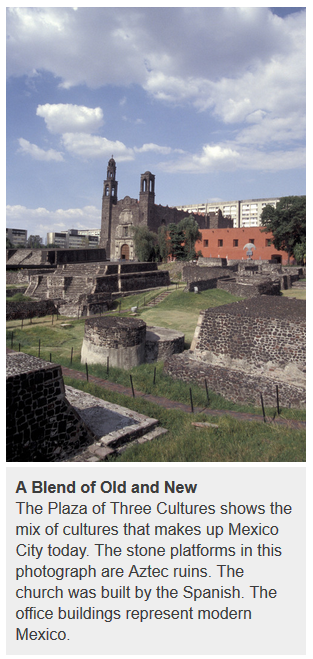 A Blend of Old and New
The Plaza of Three Cultures shows the
mix of cultures that makes up Mexico
City today. The stone platforms in this
photograph are Aztec ruins. The
church was built by the Spanish. The
office buildings represent modern
Mexico.